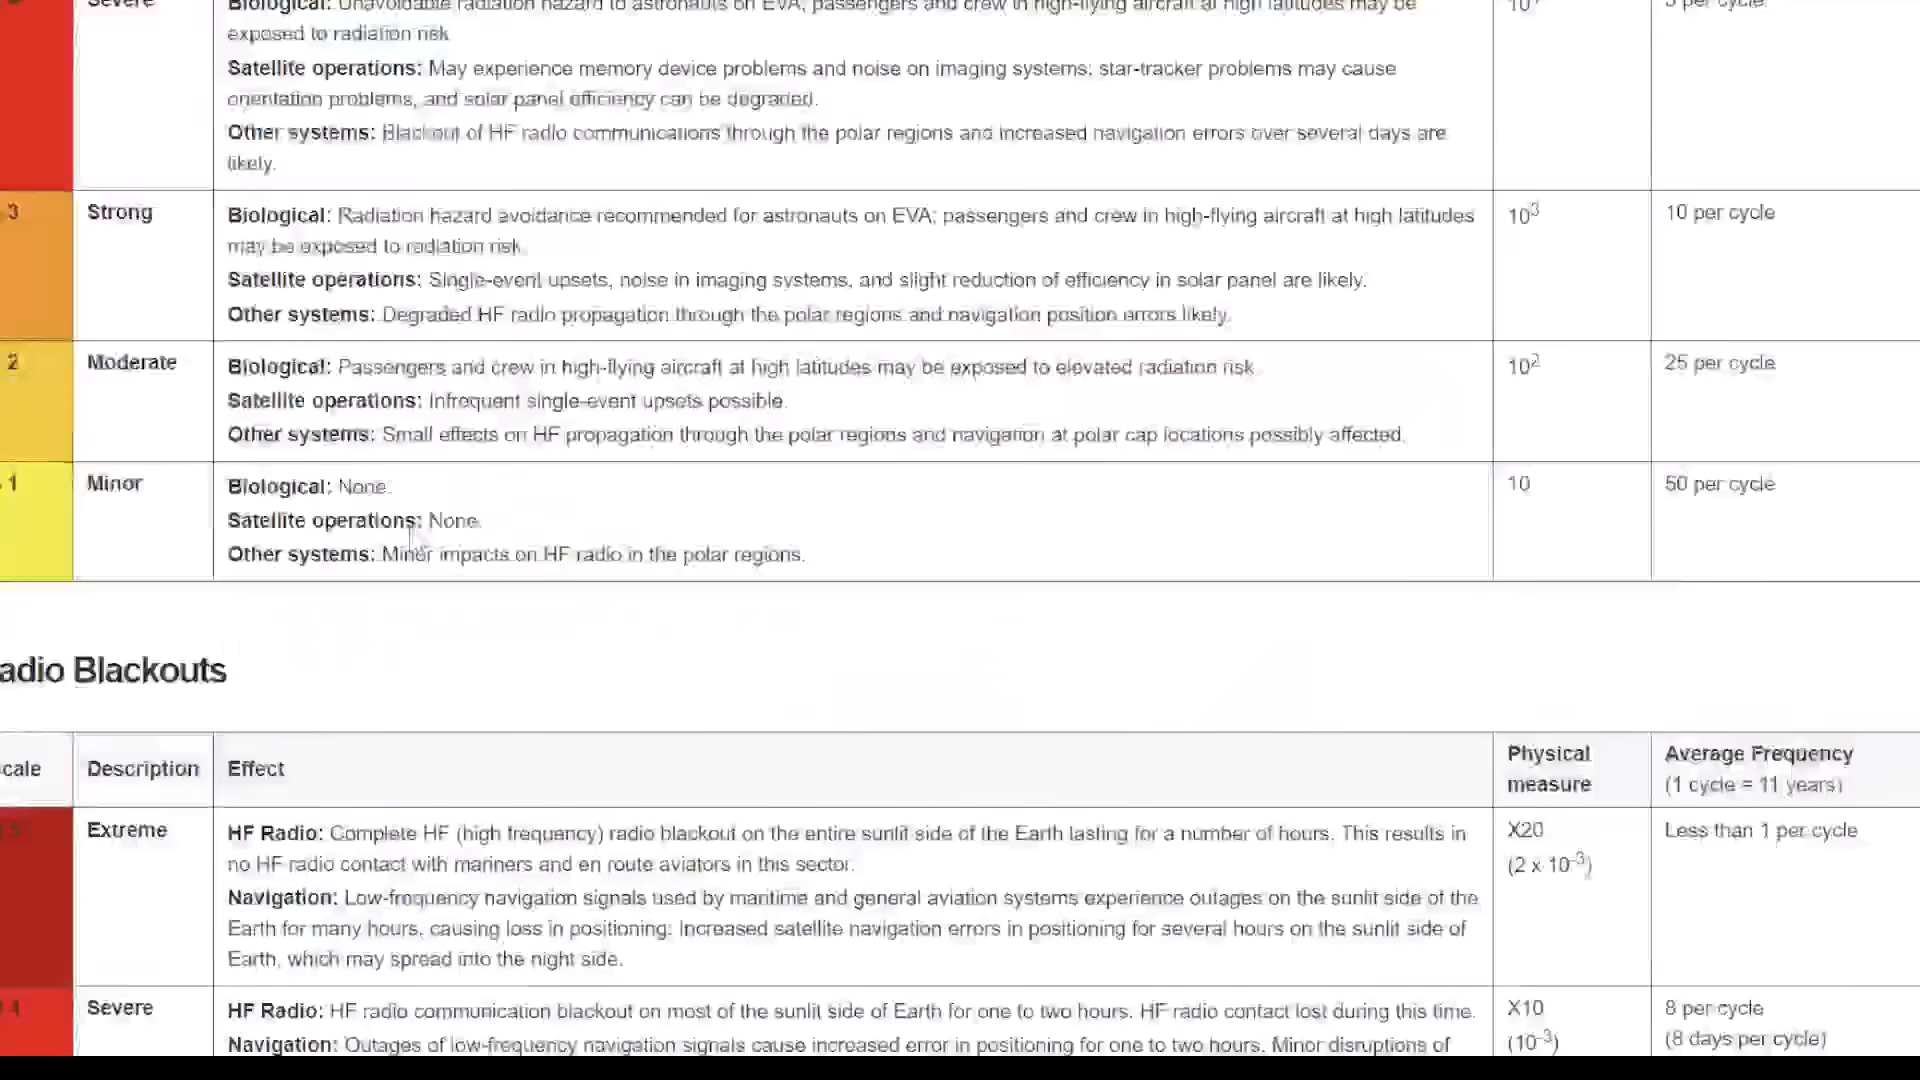 Severe Biological: Unavoidable radiation hazard to astronauts on EVA; passengers and crew in high-flying aircraft at high latitudes may be
exposed to radiation risk.
Satellite operations: May experience memory device problems and noise on imaging systems; star-tracker problems may cause
orientation problems, and solar panel efficiency can be degraded.
Other systems: Blackout of HF radio communications through the polar regions and increased navigation errors over several days are
likely.
3 Strong Biological: Radiation hazard avoidance recommended for astronauts on EVA; passengers and crew in high-flying aircraft at high latitudes 10³ 10 per cycle
may be exposed to radiation risk.
Satellite operations: Single-event upsets, noise in imaging systems, and slight reduction of efficiency in solar panel are likely.
Other systems: Degraded HF radio propagation through the polar regions and navigation position errors likely.
2 Moderate Biological: Passengers and crew in high-flying aircraft at high latitudes may be exposed to elevated radiation risk. 10² 25 per cycle
Satellite operations: Infrequent single-event upsets possible.
Other systems: Small effects on HF propagation through the polar regions and navigation at polar cap locations possibly affected.
1 Minor Biological: None. 10 50 per cycle
Satellite operations: None.
Other systems: Minor impacts on HF radio in the polar regions.
adio Blackouts
cale Description Effect Physical measure Average Frequency
(1 cycle = 11 years)
Extreme HF Radio: Complete HF (high frequency) radio blackout on the entire sunlit side of the Earth lasting for a number of hours. This results in X20 Less than 1 per cycle
no HF radio contact with mariners and en route aviators in this sector. (2 x 10⁻³)
Navigation: Low-frequency navigation signals used by maritime and general aviation systems experience outages on the sunlit side of the
Earth for many hours, causing loss in positioning. Increased satellite navigation errors in positioning for several hours on the sunlit side of
Earth, which may spread into the night side.
4 Severe HF Radio: HF radio communication blackout on most of the sunlit side of Earth for one to two hours. HF radio contact lost during this time. X10 8 per cycle
Navigation: Outages of low-frequency navigation signals cause increased error in positioning for one to two hours. Minor disruptions of (10⁻³) (8 days per cycle)